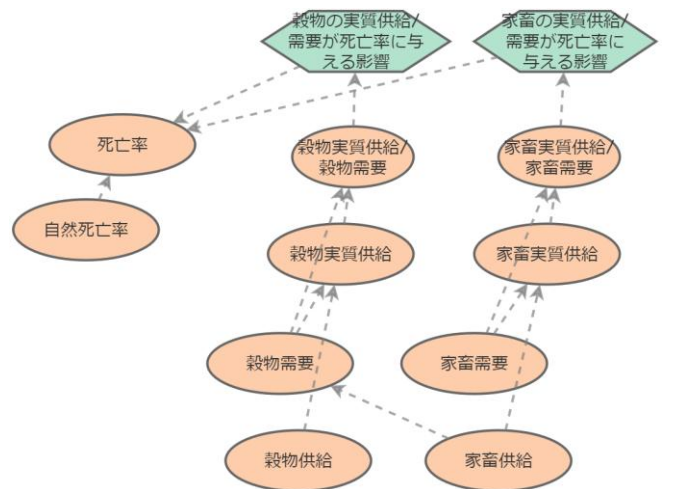 穀物の実質供給/
需要が死亡率に与
える影響
家畜の実質供給/
需要が死亡率に
与える影響
死亡率
穀物実質供給/
穀物需要
家畜実質供給/
家畜需要
自然死亡率
穀物実質供給
家畜実質供給
穀物需要
家畜需要
穀物供給
家畜供給